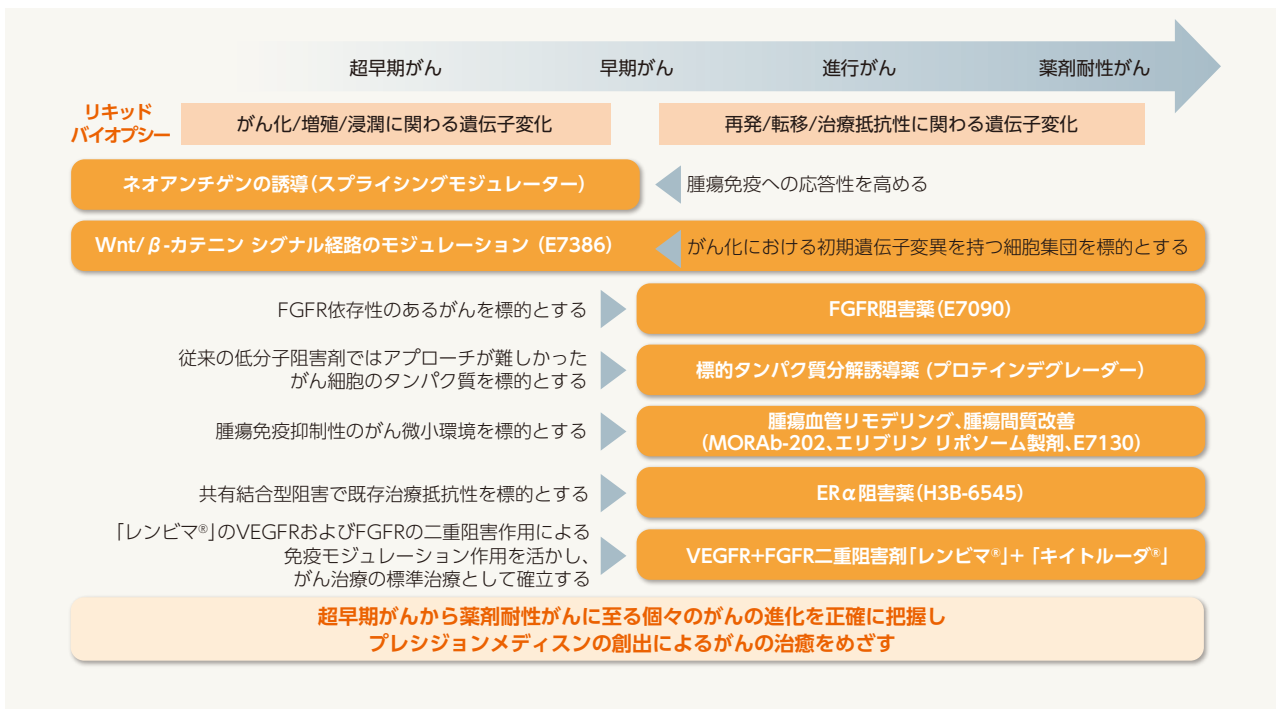 超早期がん 早期がん 進行がん 薬剤耐性がん
リキッド
バイオプシー
がん化/増殖/浸潤に関わる遺伝子変化
再発/転移/治療抵抗性に関わる遺伝子変化
ネオアンチゲンの誘導(スプライシングモジュレーター)
腫瘍免疫への応答性を高める
Wnt/β-カテニン シグナル経路のモジュレーション (E7386)
がん化における初期遺伝子変異を持つ細胞集団を標的とする
FGFR依存性のあるがんを標的とする
FGFR阻害薬(E7090)
従来の低分子阻害剤ではアプローチが難しかった
がん細胞のタンパク質を標的とする
標的タンパク質分解誘導薬 (プロテインデグレーダー)
腫瘍免疫抑制性のがん微小環境を標的とする
腫瘍血管リモデリング、腫瘍間質改善
(MORAb-202、エリブリン リポソーム製剤、E7130)
共有結合型阻害で既存治療抵抗性を標的とする
ERα阻害薬(H3B-6545)
「レンビマ®」のVEGFRおよびFGFRの二重阻害作用による
免疫モジュレーション作用を活かし、
がん治療の標準治療として確立する
VEGFR+FGFR二重阻害剤「レンビマ®」+「キイトルーダ®」
超早期がんから薬剤耐性がんに至る個々のがんの進化を正確に把握し
プレシジョンメディスンの創出によるがんの治癒をめざす